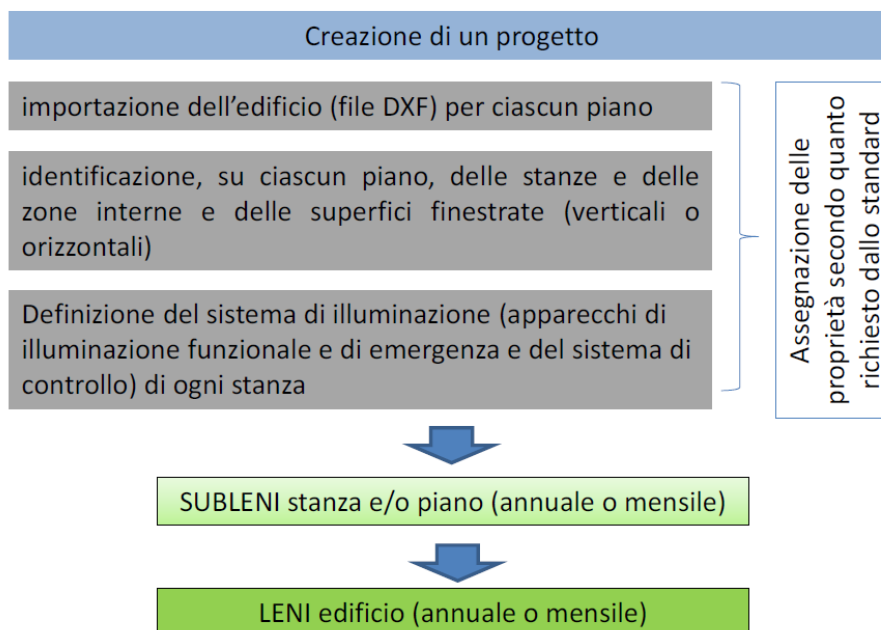 Creazione di un progetto
importazione dell'edificio (file DXF) per ciascun piano
identificazione, su ciascun piano, delle stanze e delle
zone interne e delle superfici finestrate (verticali o
orizzontali)
Definizione del sistema di illuminazione (apparecchi di
illuminazione funzionale e di emergenza e del sistema di
controllo) di ogni stanza
Assegnazione delle
proprietà secondo quanto
richiesto dallo standard
SUBLENI stanza e/o piano (annuale o mensile)
LENI edificio (annuale o mensile)